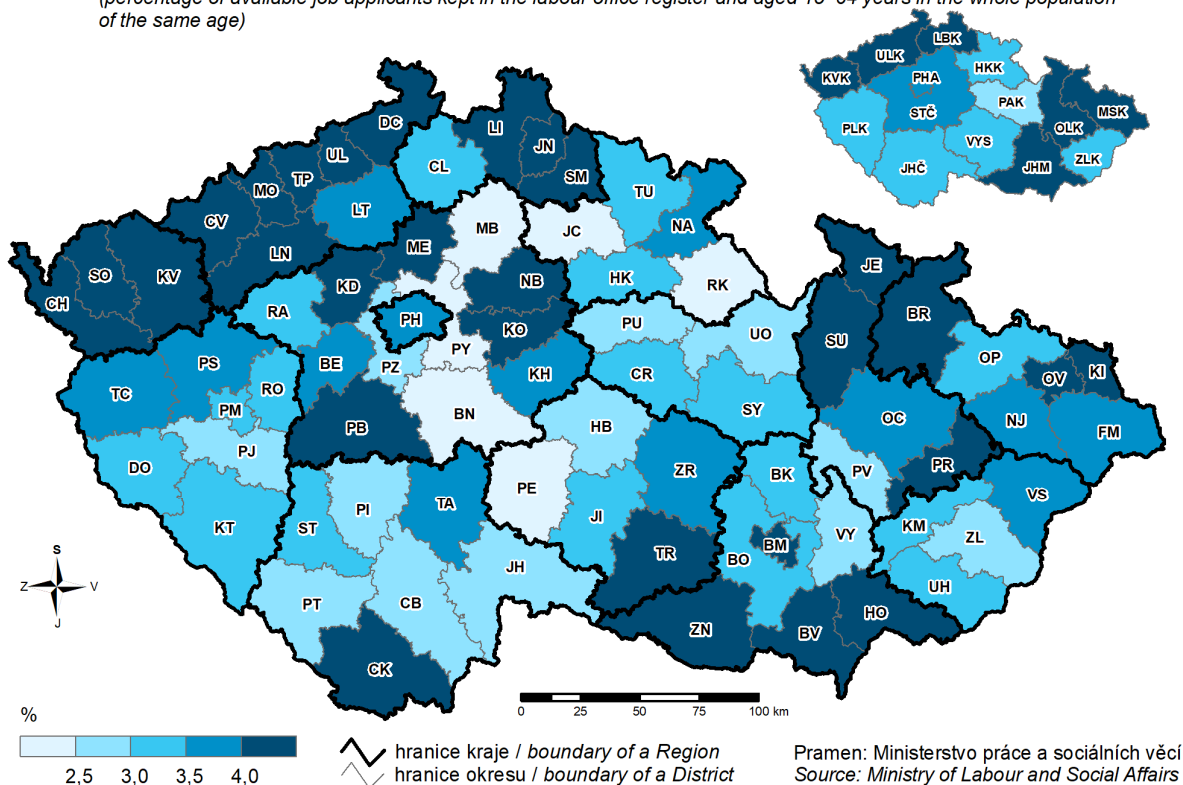 of the same age)
LBK
ULK
HKK
KVK
PHA
PAK
MSK
STČ
OLK
PLK
VYS
ZLK
JHČ
JHM
DC
LI
JN
UL
CL
TP
SM
MO
TU
LT
CV
MB
NA
JC
ME
LN
SO
KV
JE
NB
HK
RK
KD
CH
RA
BR
PH
PU
KO
UO
SU
PY
OP
PS
BE
PZ
OV
KI
KH
CR
TC
RO
PM
SY
BN
OC
NJ
PB
HB
FM
PJ
DO
PR
ZR
BK
PV
PE
VS
TA
PI
JI
ST
KT
KM
VY
ZL
BM
TR
BO
JH
UH
PT
CB
HO
ZN
BV
CK
S
Z V
J
0 25 50 75 100 km
%
2,5 3,0 3,5 4,0
hranice kraje / boundary of a Region
hranice okresu / boundary of a District
Pramen: Ministerstvo práce a sociálních věcí
Source: Ministry of Labour and Social Affairs